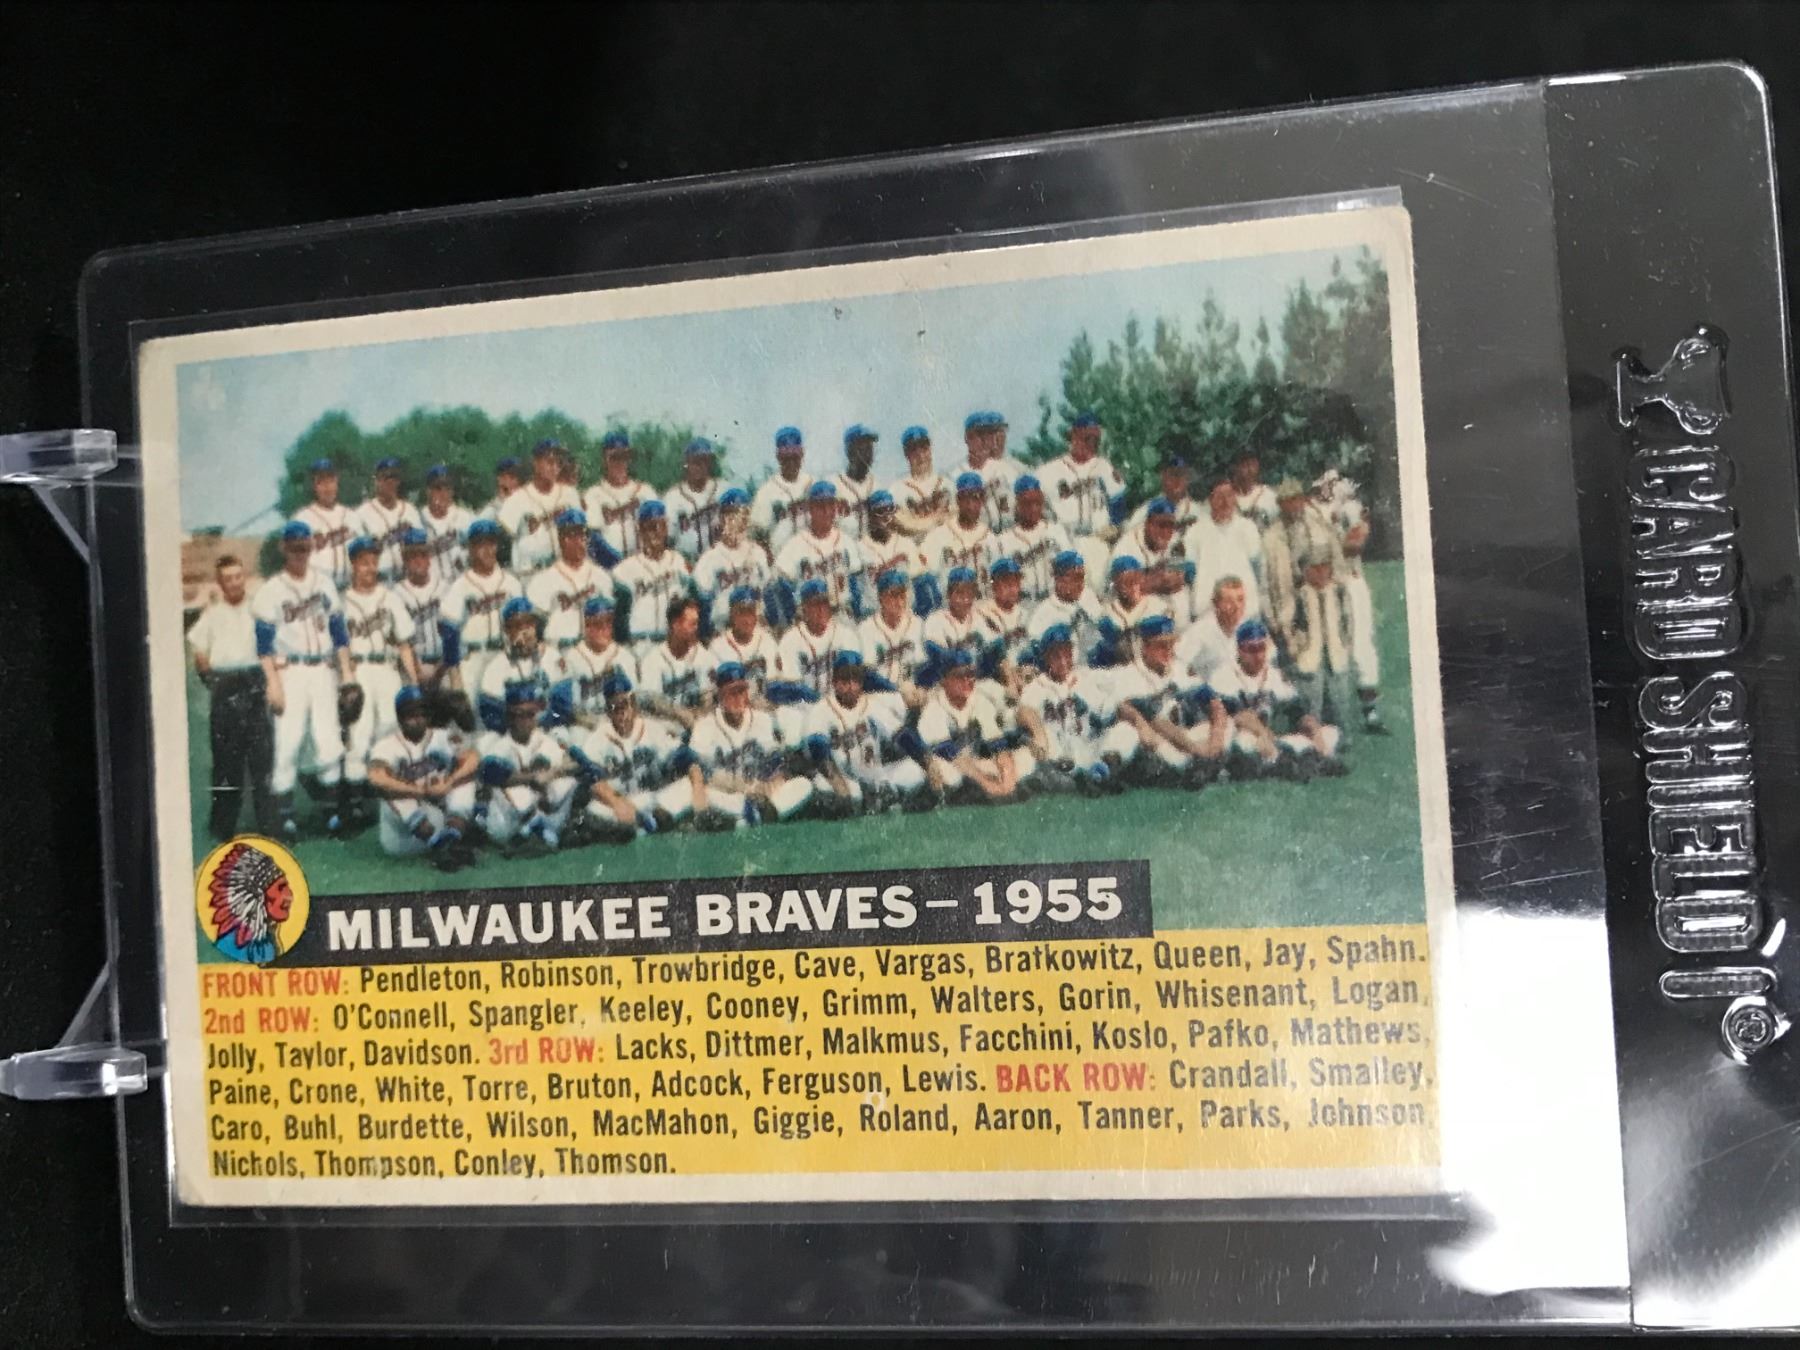 MILWAUKEE BRAVES – 1955
FRONT ROW: Pendleton, Robinson, Trowbridge, Cave, Vargas, Bratkowitz, Queen, Jay, Spahn.
2nd ROW: O'Connell, Spangler, Keeley, Cooney, Grimm, Walters, Gorin, Whisenant, Logan,
Jolly, Taylor, Davidson. 3rd ROW: Lacks, Dittmer, Malkmus, Facchini, Koslo, Pafko, Mathews,
Paine, Crone, White, Torre, Bruton, Adcock, Ferguson, Lewis. BACK ROW: Crandall, Smalley,
Caro, Buhl, Burdette, Wilson, MacMahon, Giggie, Roland, Aaron, Tanner, Parks, Johnson,
Nichols, Thompson, Conley, Thomson.
CARD SHIELD ®